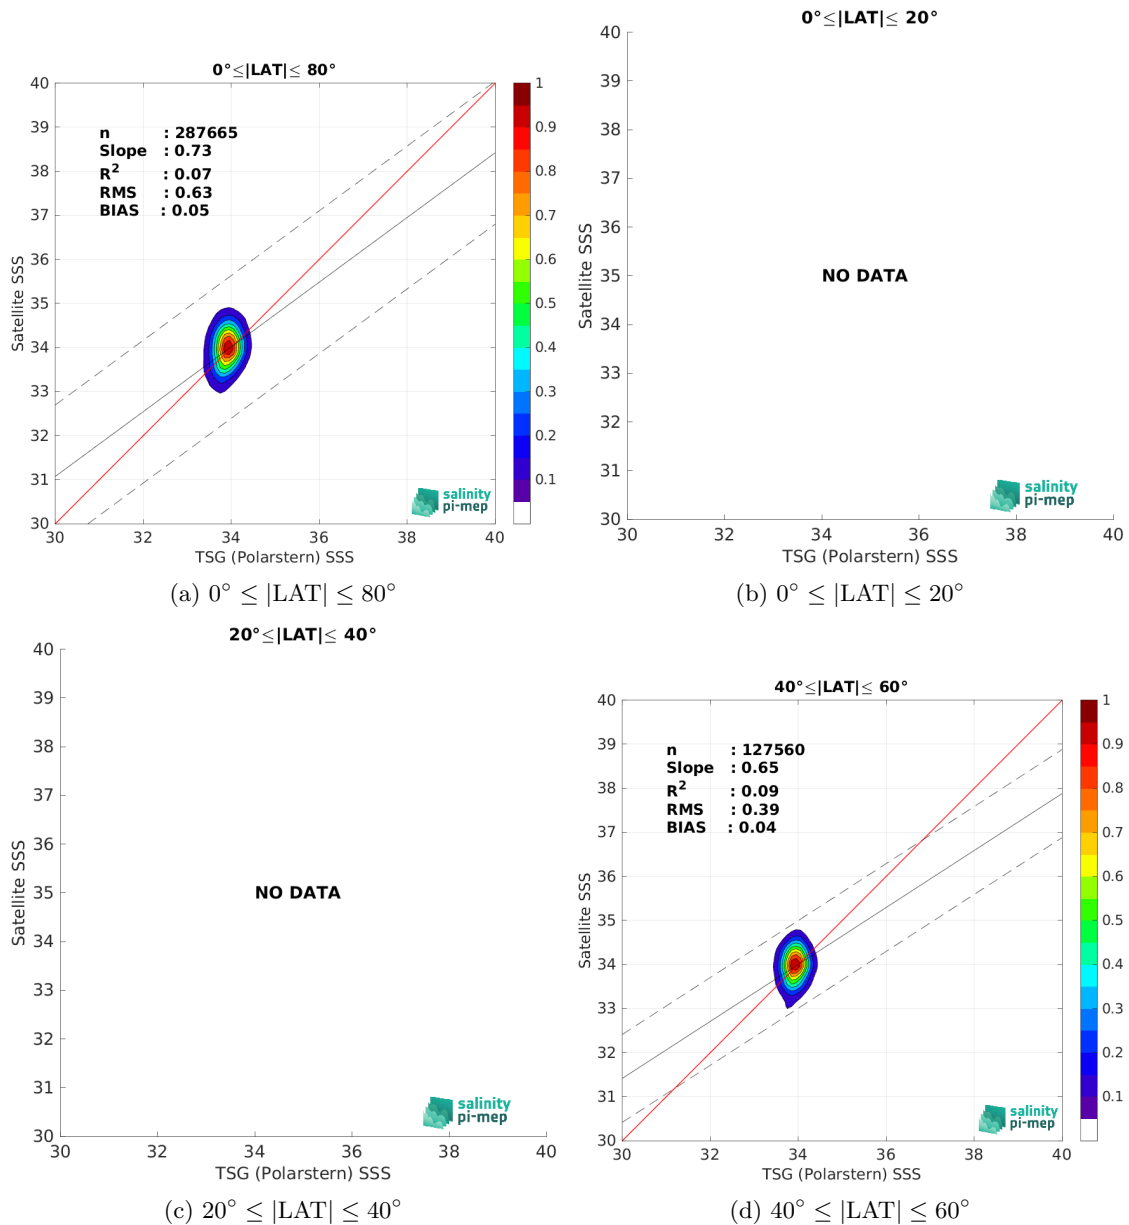 0°≤|LAT|≤ 80°
40
39
38
37
36
35
34
33
32
31
30
Satellite SSS
n : 287665
Slope : 0.73
R² : 0.07
RMS : 0.63
BIAS : 0.05
salinity
pi-mep
30 32 34 36 38 40
TSG (Polarstern) SSS
1
0.9
0.8
0.7
0.6
0.5
0.4
0.3
0.2
0.1
(a) 0° ≤ |LAT| ≤ 80°
0°≤|LAT|≤ 20°
40
39
38
37
36
35
34
33
32
31
30
Satellite SSS
NO DATA
salinity
pi-mep
30 32 34 36 38 40
TSG (Polarstern) SSS
(b) 0° ≤ |LAT| ≤ 20°
20°≤|LAT|≤ 40°
40
39
38
37
36
35
34
33
32
31
30
Satellite SSS
NO DATA
salinity
pi-mep
30 32 34 36 38 40
TSG (Polarstern) SSS
(c) 20° ≤ |LAT| ≤ 40°
40°≤|LAT|≤ 60°
40
39
38
37
36
35
34
33
32
31
30
Satellite SSS
n : 127560
Slope : 0.65
R² : 0.09
RMS : 0.39
BIAS : 0.04
salinity
pi-mep
30 32 34 36 38 40
TSG (Polarstern) SSS
1
0.9
0.8
0.7
0.6
0.5
0.4
0.3
0.2
0.1
(d) 40° ≤ |LAT| ≤ 60°